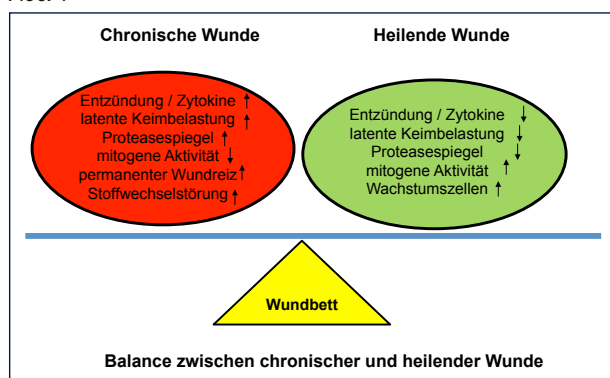 Chronische Wunde
Entzündung / Zytokine ↑
latente Keimbelastung ↑
Proteasespiegel ↑
mitogene Aktivität ↓
permanenter Wundreiz ↑
Stoffwechselstörung ↑
Heilende Wunde
Entzündung / Zytokine ↓
latente Keimbelastung ↓
Proteasespiegel ↓
mitogene Aktivität ↑
Wachstumszellen ↑
Wundbett
Balance zwischen chronischer und heilender Wunde